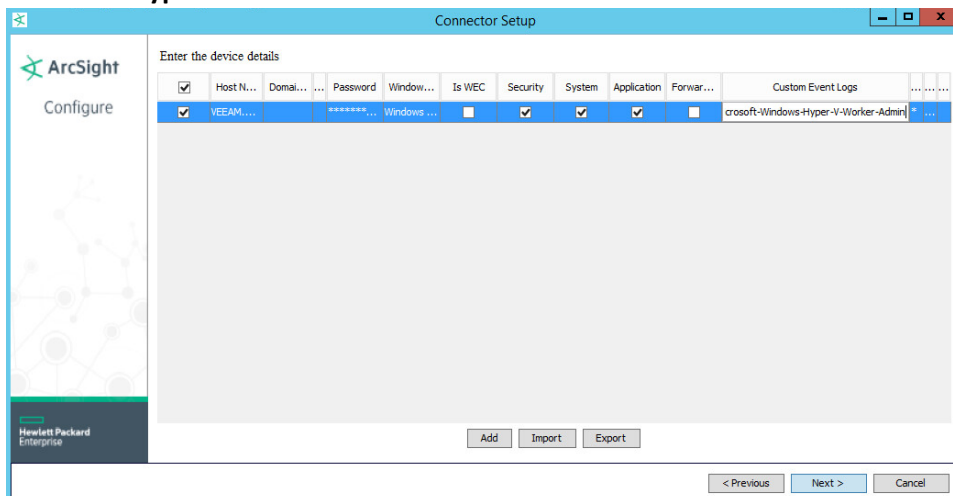 Connector Setup
x
ArcSight
Configure
Enter the device details
Host N... Domai... ... Password Window... Is WEC Security System Application Forwar... Custom Event Logs ... ... ...
VEEAM.... *******... Windows ... crosoft-Windows-Hyper-V-Worker-Admin * ...
Hewlett Packard
Enterprise
Add Import Export
< Previous Next > Cancel